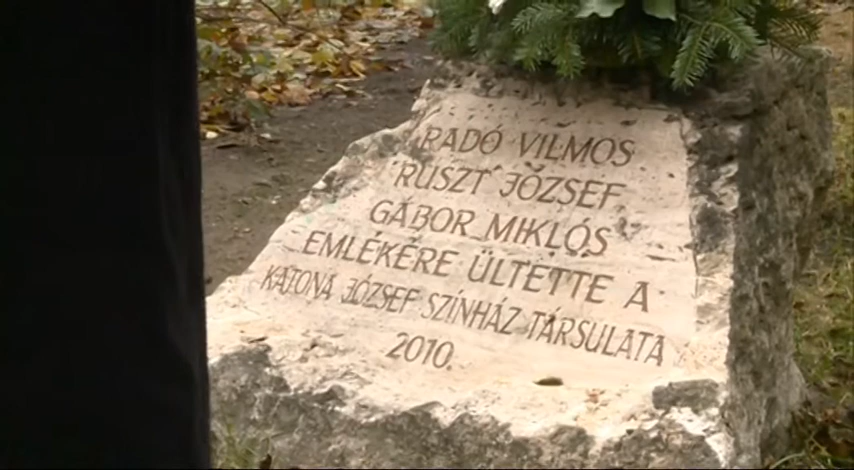 RADÓ VILMOS
RUSZT JÓZSEF
GÁBOR MIKLÓS
EMLÉKÉRE ÜLTETTE A
KATONA JÓZSEF SZÍNHÁZ TÁRSULATA
2010.